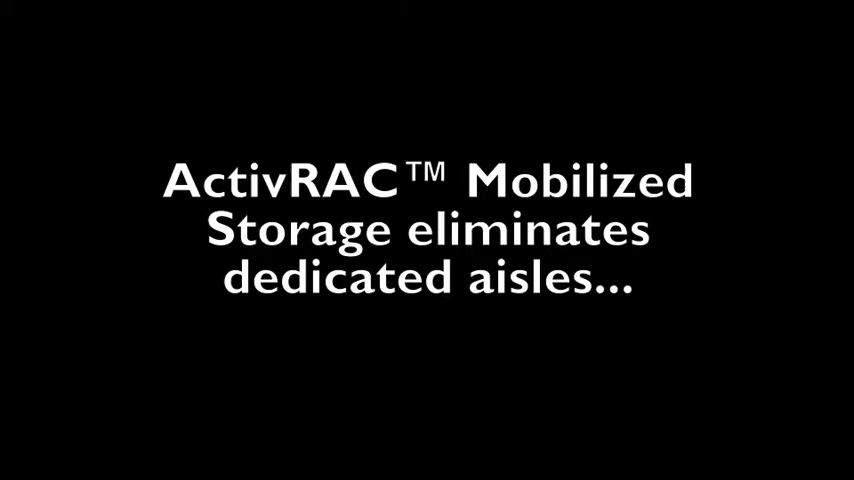 ActivRAC™ Mobilized
Storage eliminates
dedicated aisles...